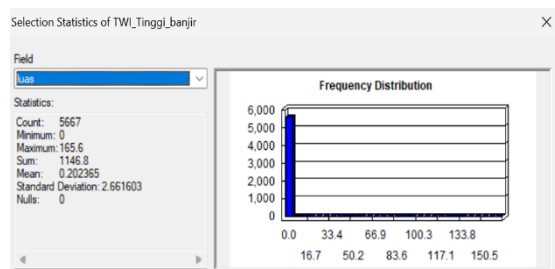 Selection Statistics of TWI_Tinggi_banjir
Field
luas
Statistics:
Count: 5667
Minimum: 0
Maximum: 165.6
Sum: 1146.8
Mean: 0.202365
Standard Deviation: 2.661603
Nulls: 0
Frequency Distribution
6,000
5,000
4,000
3,000
2,000
1,000
0
0.0 33.4 66.9 100.3 133.8
16.7 50.2 83.6 117.1 150.5